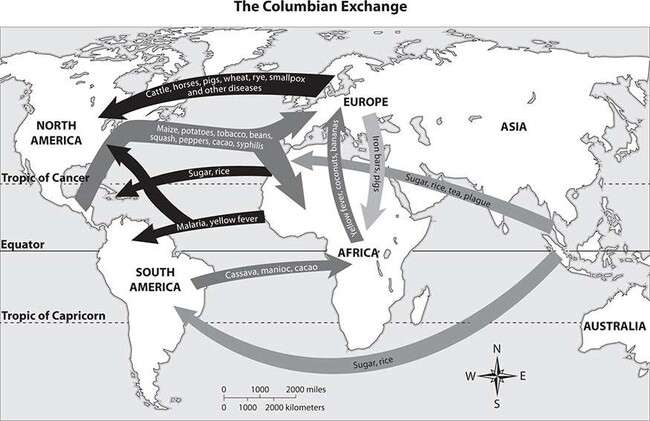 The Columbian Exchange
Cattle, horses, pigs, wheat, rye, smallpox
and other diseases
EUROPE
NORTH
AMERICA
ASIA
Maize, potatoes, tobacco, beans,
squash, peppers, cacao, syphilis
Yellow fever, coconuts, bananas
Iron bars, pigs
Tropic of Cancer
Sugar, rice
Sugar, rice, tea, plague
Malaria, yellow fever
Equator
AFRICA
SOUTH
AMERICA
Cassava, manioc, cacao
Tropic of Capricorn
AUSTRALIA
Sugar, rice
N
W
E
S
0 1000 2000 miles
0 1000 2000 kilometers